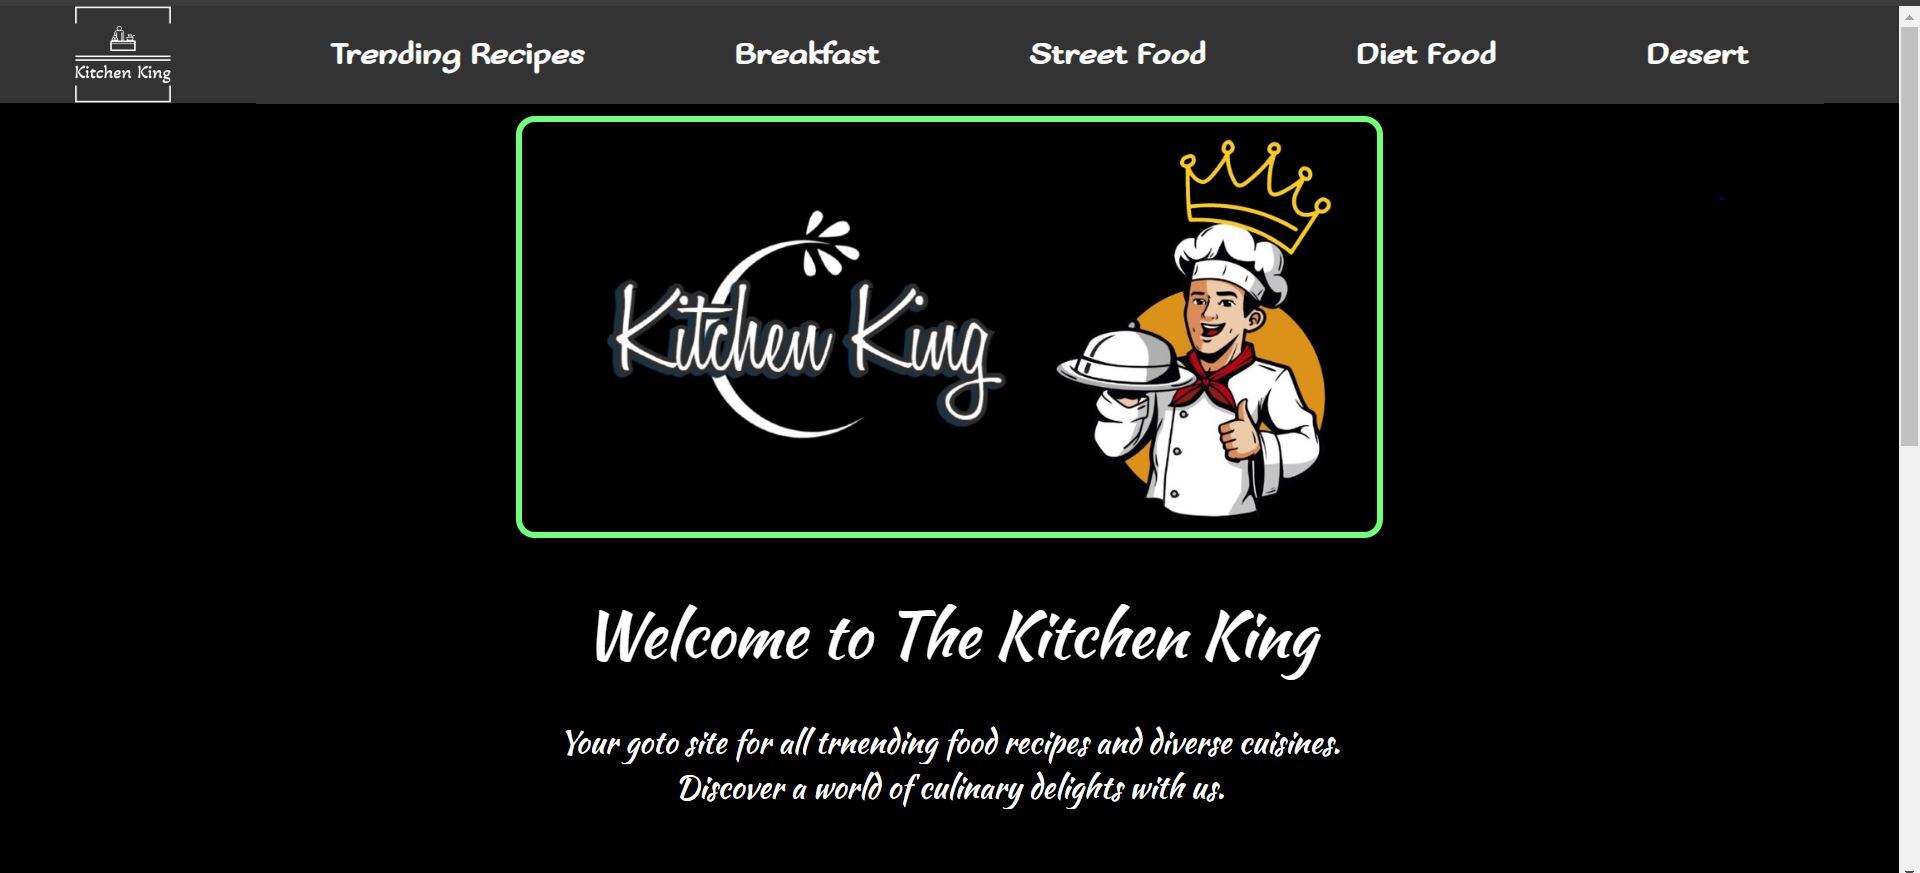 Kitchen King
Trending Recipes Breakfast Street Food Diet Food Desert
Kitchen King
Welcome to The Kitchen King
Your goto site for all trnending food recipes and diverse cuisines.
Discover a world of culinary delights with us.